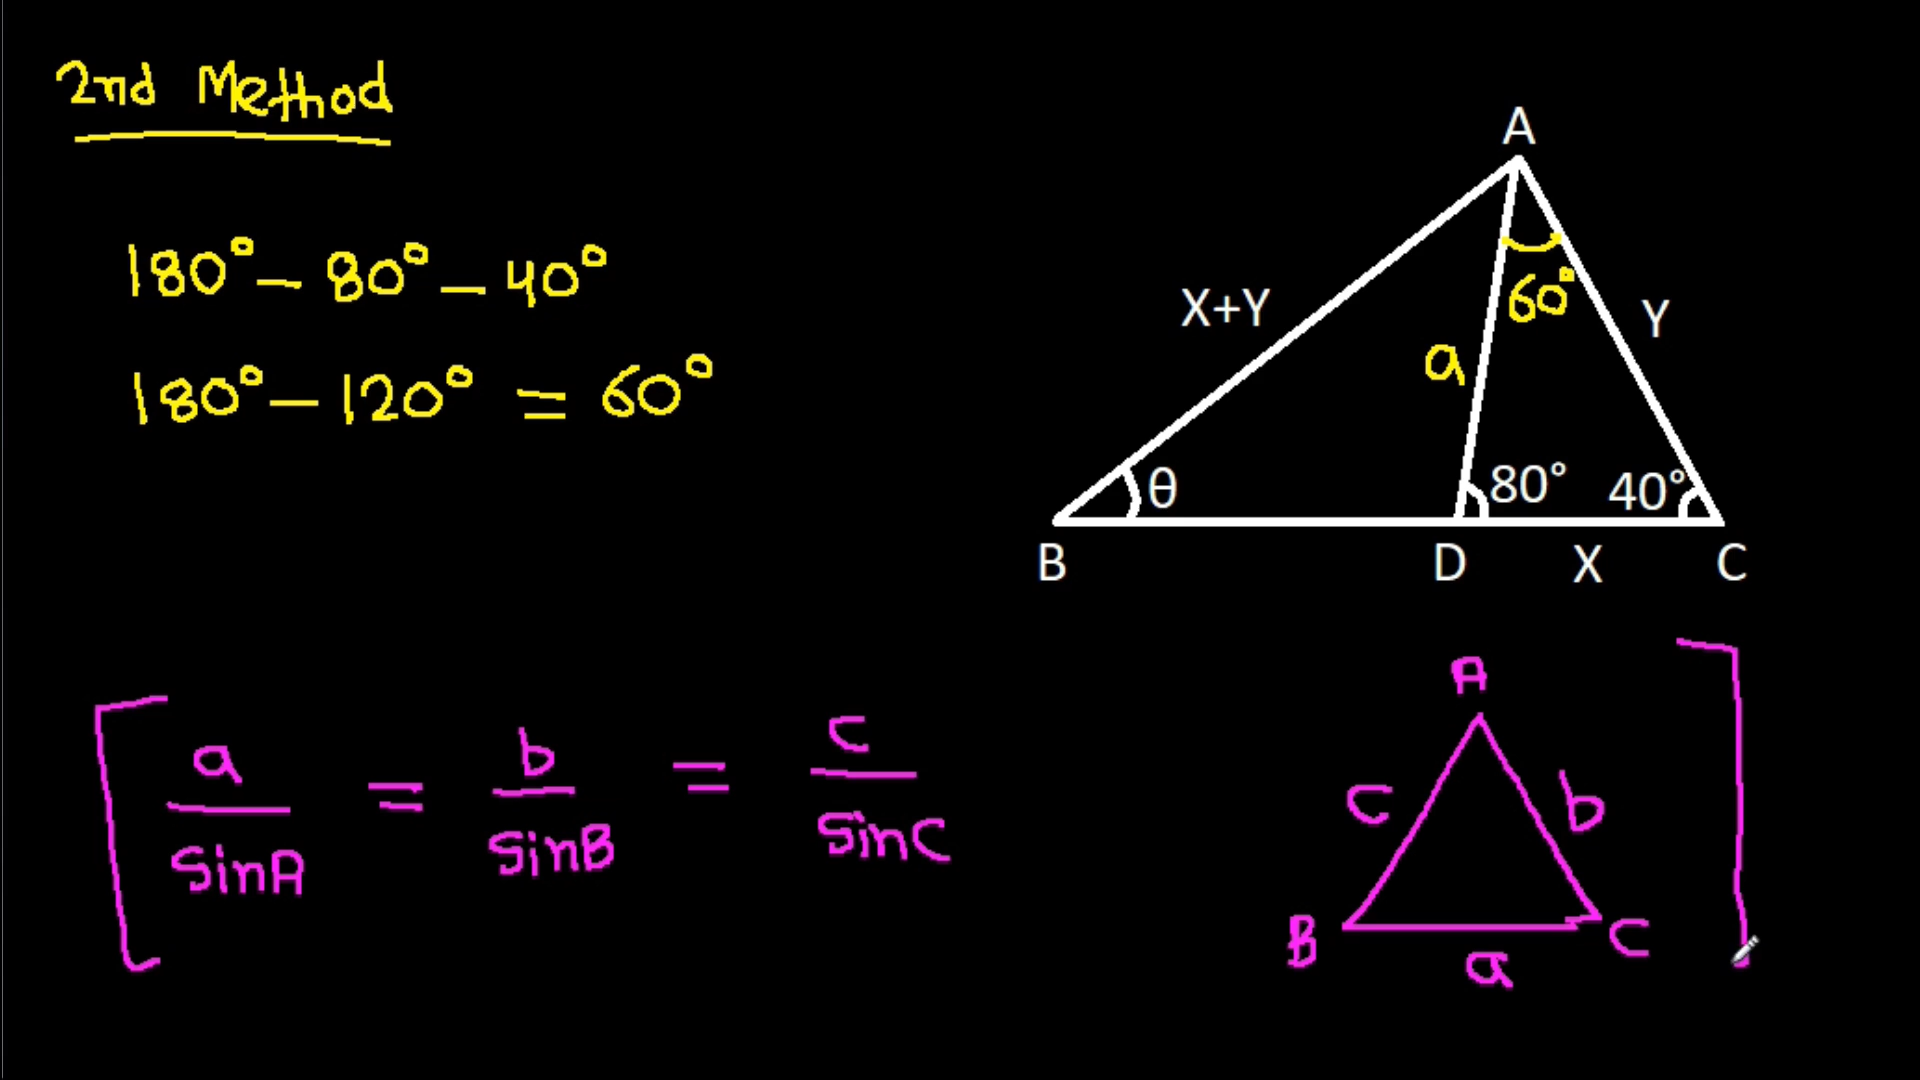 2nd Method
180° - 80° - 40°
180° - 120° = 60°
A
X+Y
60°
Y
a
θ
80°
40°
B
D
X
C
[ a/SinA = b/SinB = c/SinC
A
c
b
B
a
C
]